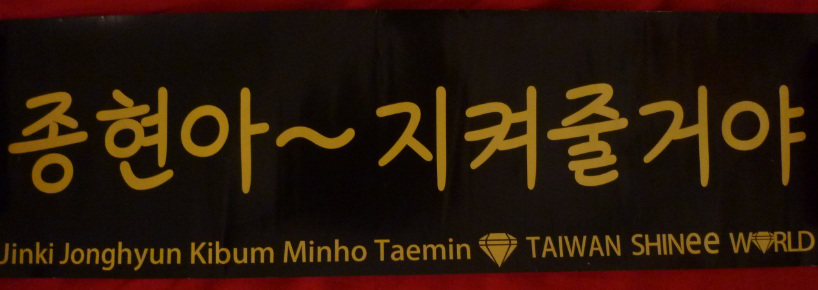 종현아~ 지켜줄거야
Jinki Jonghyun Kibum Minho Taemin TAIWAN SHINee WORLD